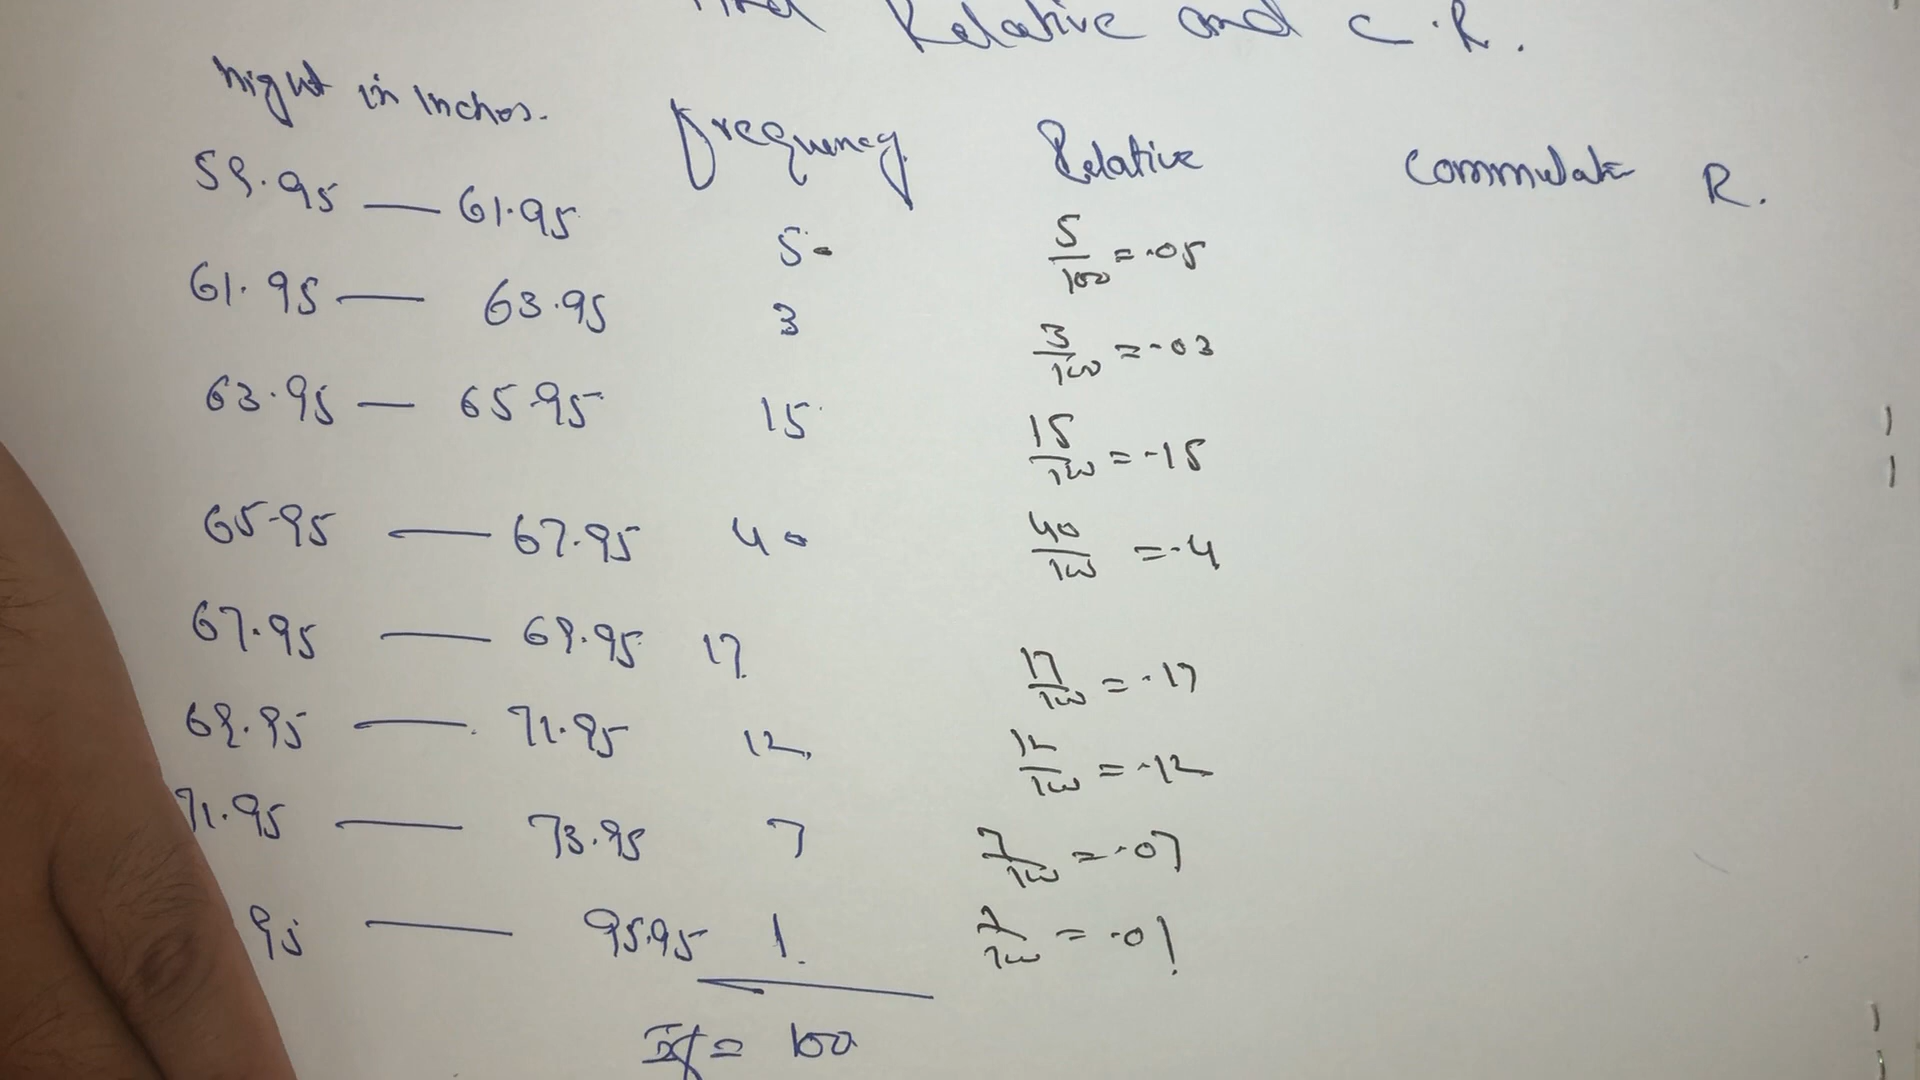 Find Relative and C.R.
hight in Inches. frequency Relative Commulate R.
59.95 — 61.95 5 5/100 = .05
61.95 — 63.95 3 3/100 = .03
63.95 — 65.95 15 15/100 = .15
65.95 — 67.95 40 40/100 = .4
67.95 — 69.95 17 17/100 = .17
69.95 — 71.95 12 12/100 = .12
71.95 — 73.95 7 7/100 = .07
95 — 95.95 1 /100 = .01
Σf = 100